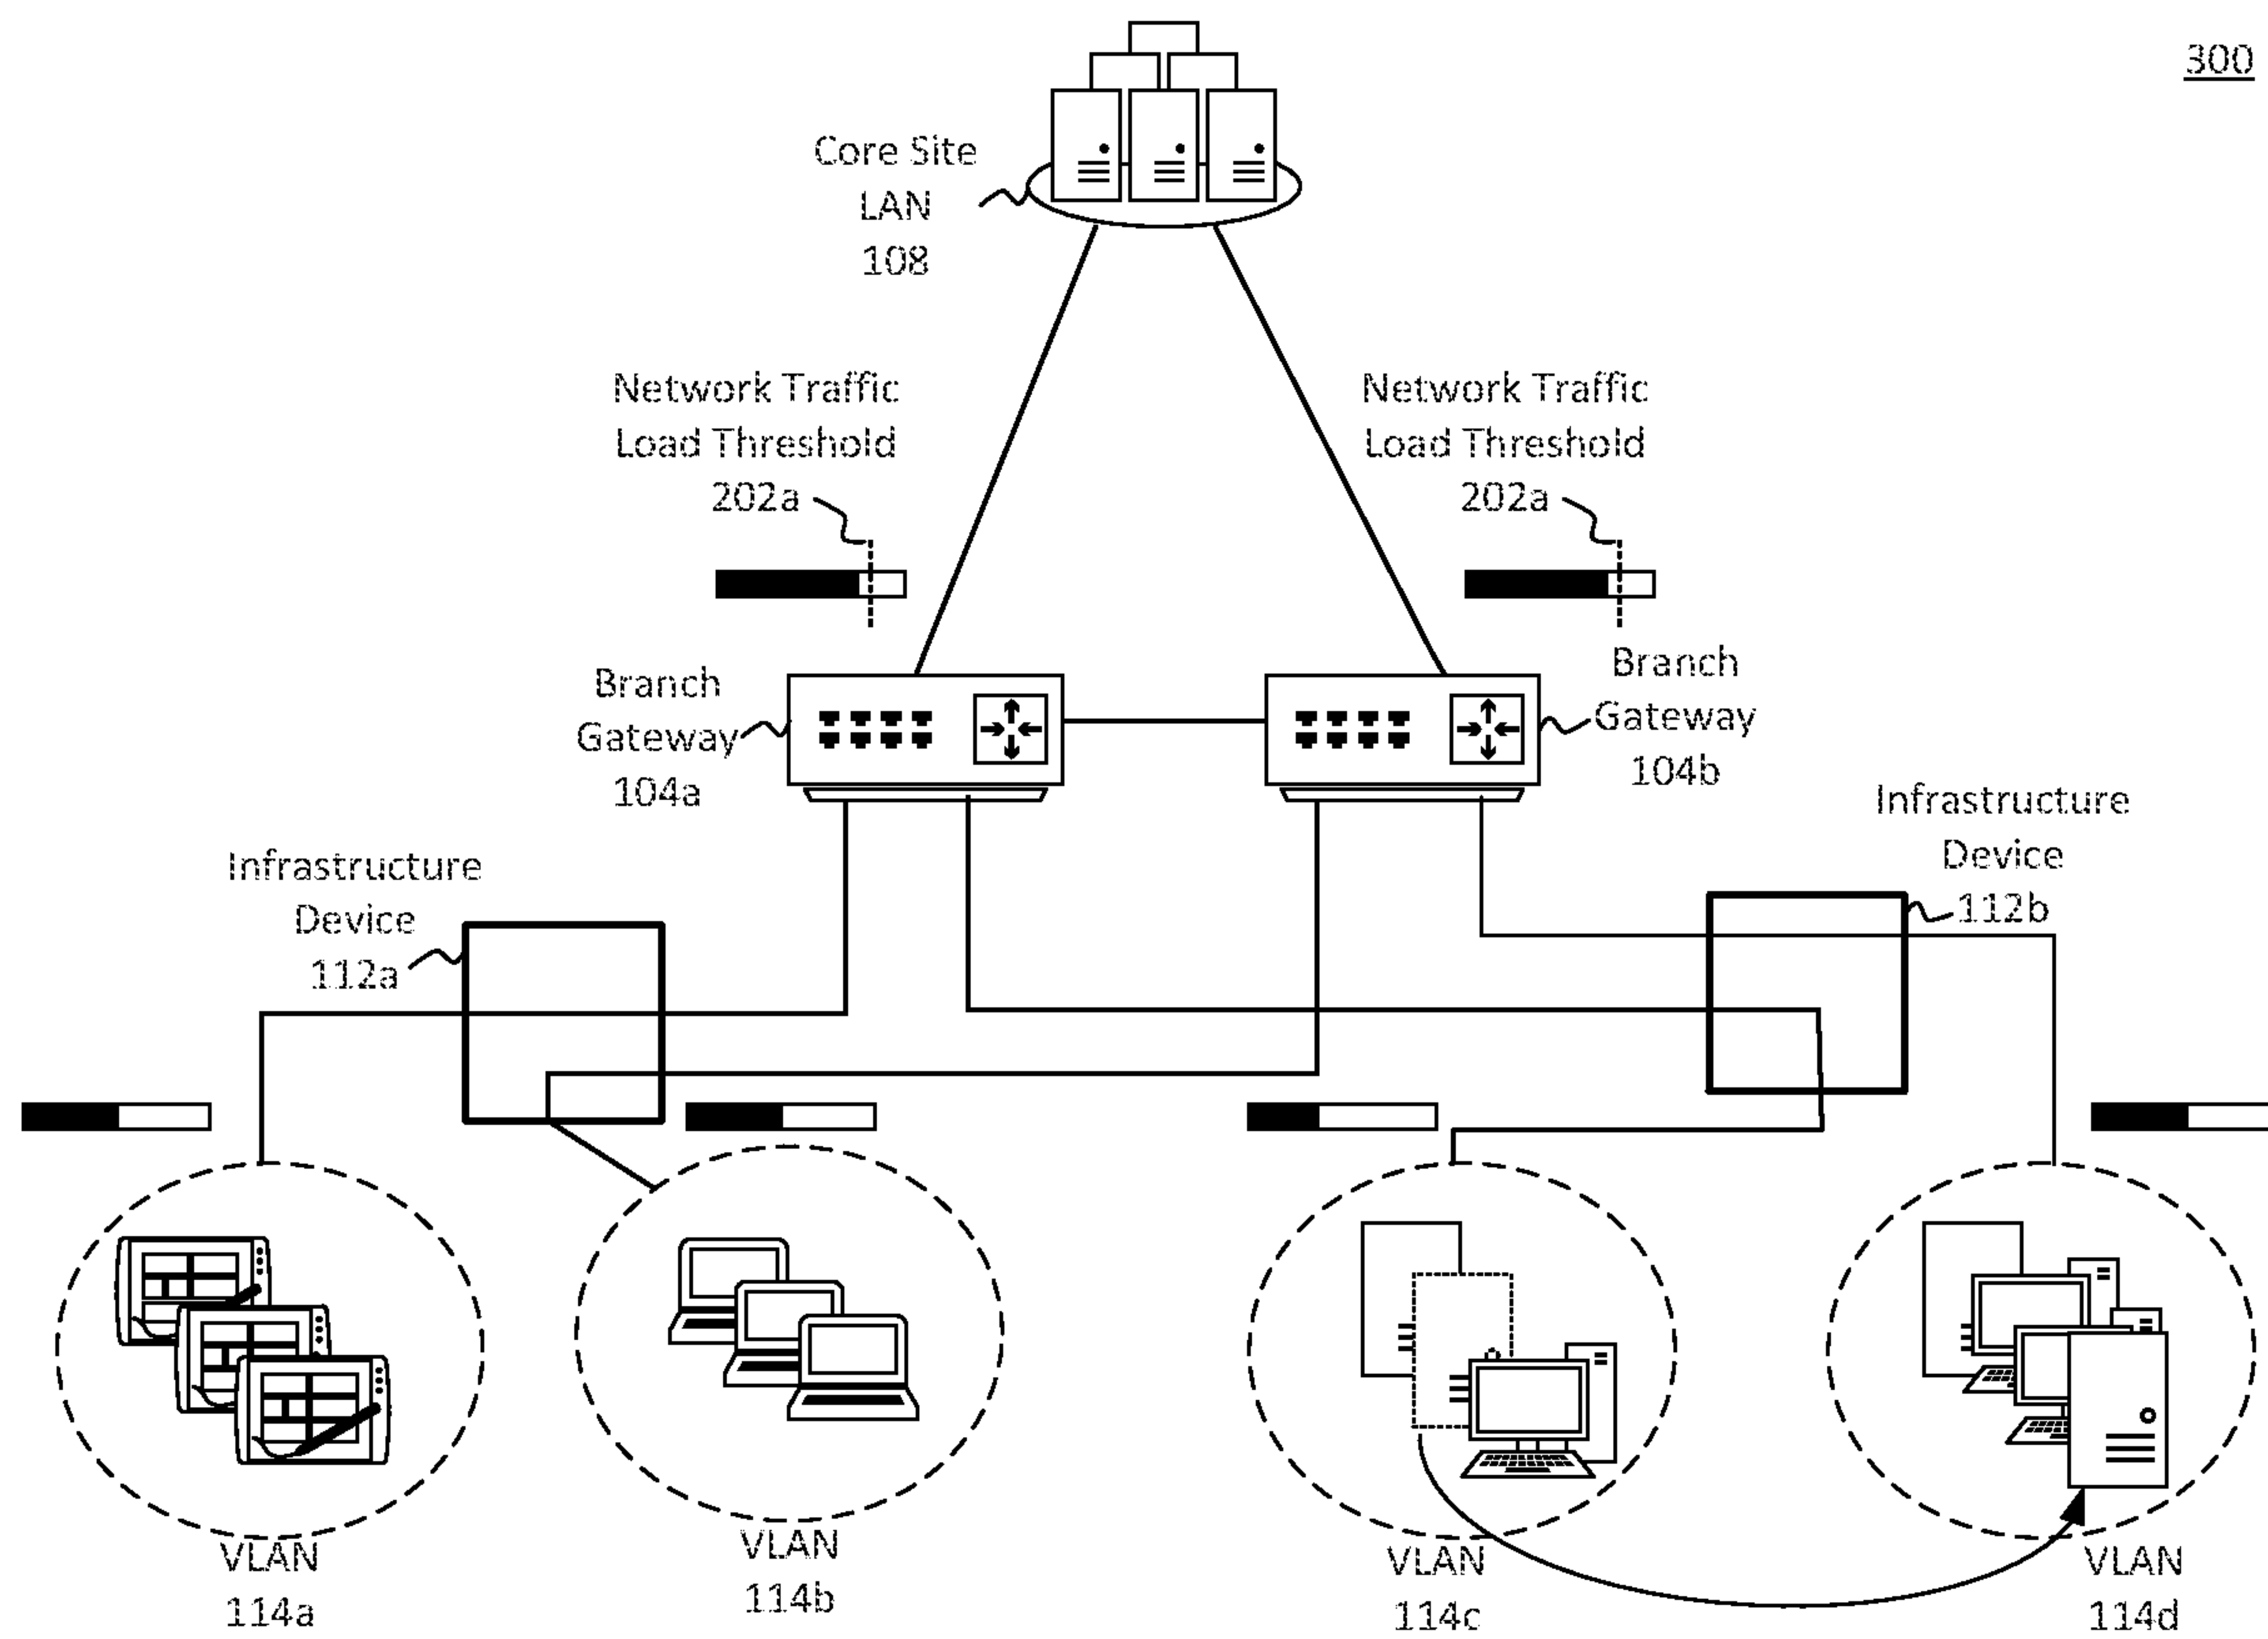 300
Core Site
LAN
108
Network Traffic
Load Threshold
202a
Network Traffic
Load Threshold
202a
Branch
Gateway
104a
Branch
Gateway
104b
Infrastructure
Device
112a
Infrastructure
Device
112b
VLAN
114a
VLAN
114b
VLAN
114c
VLAN
114d